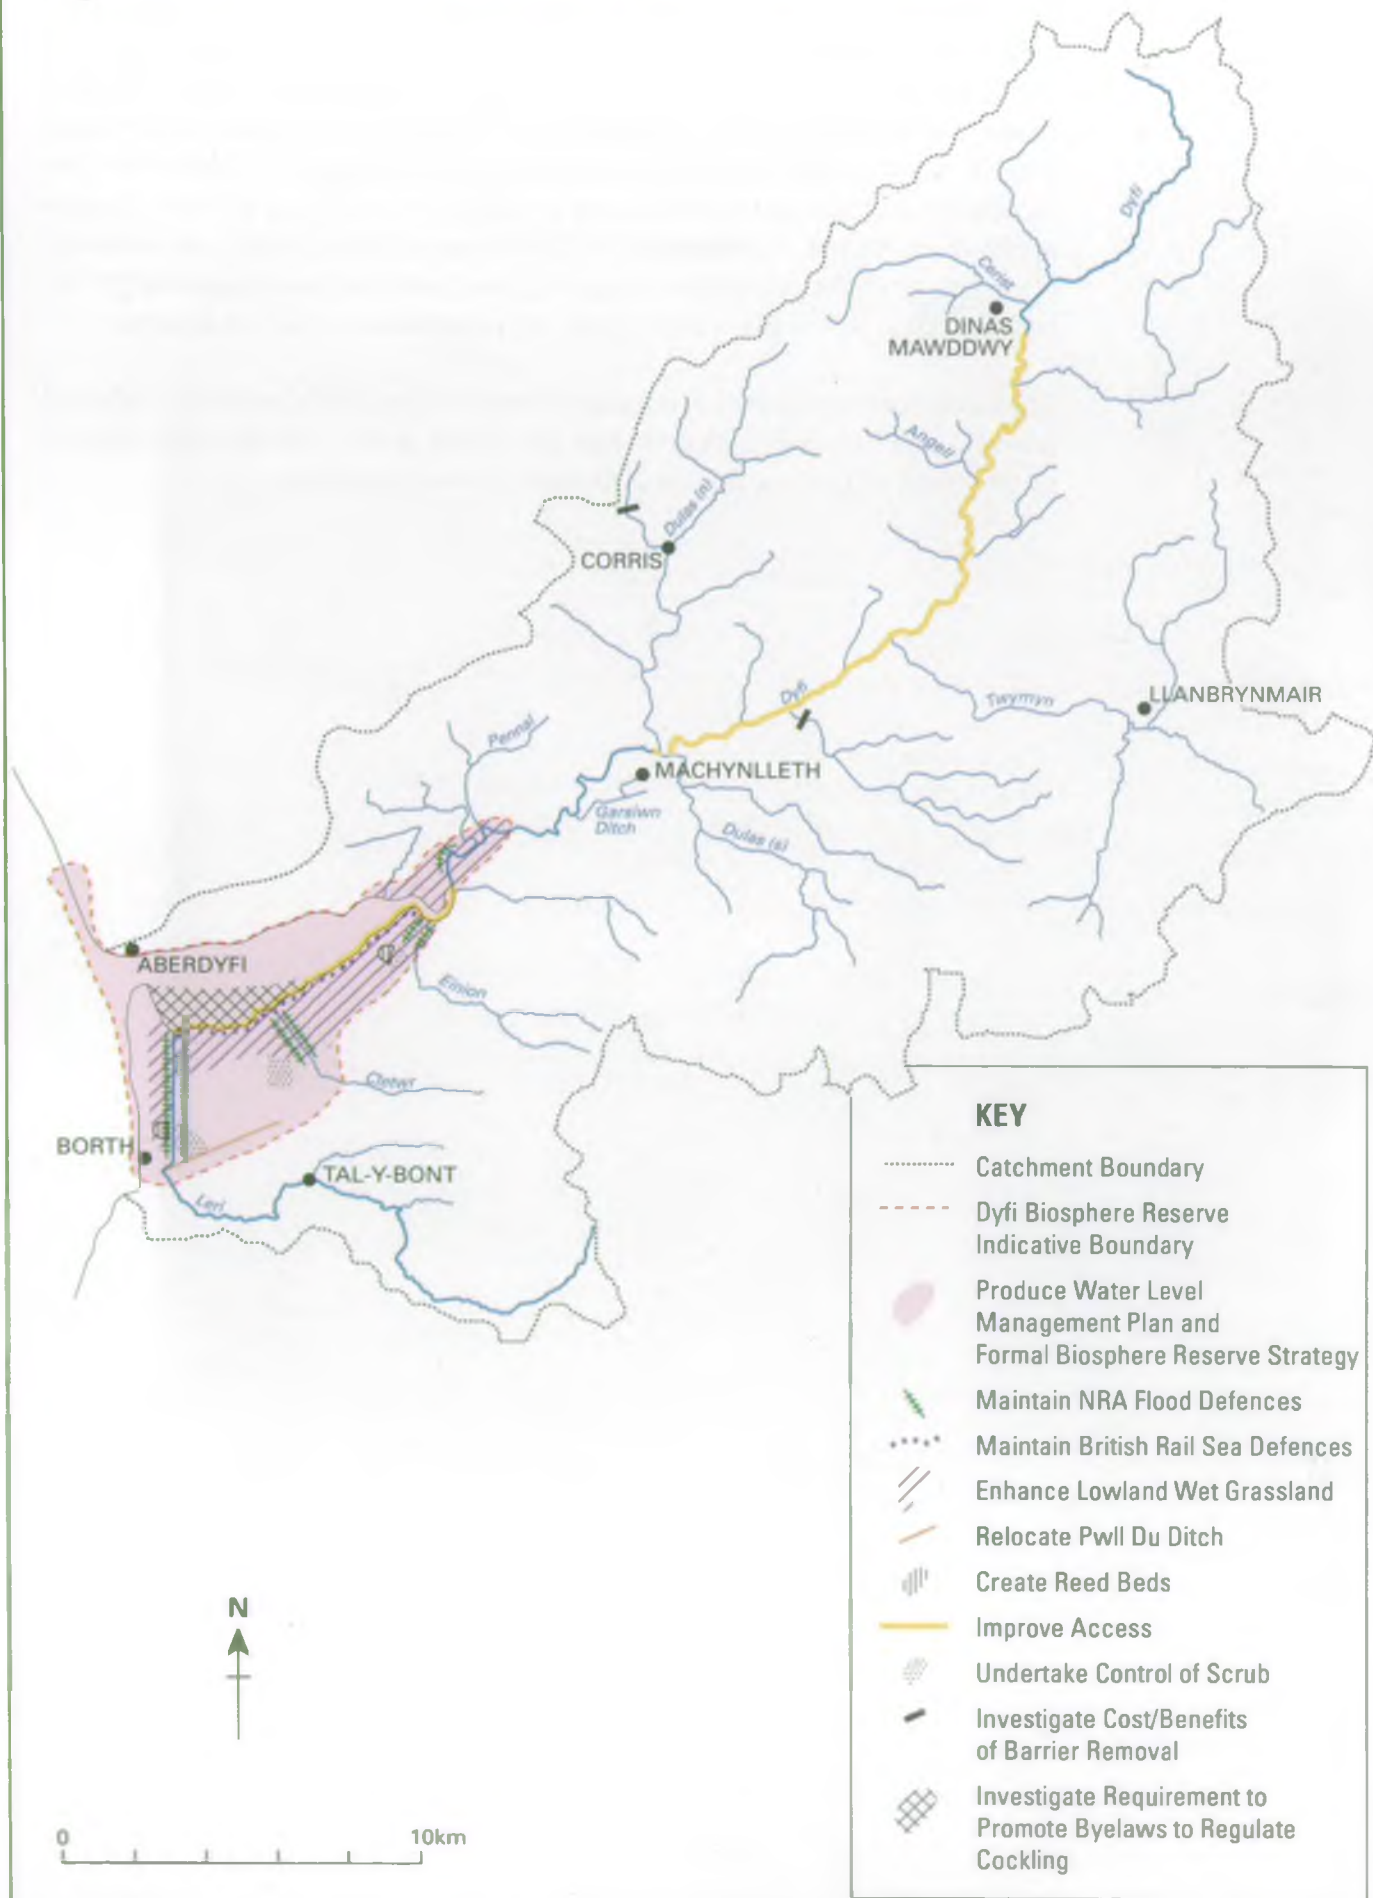 Dyfi
Cerist
DINAS
MAWDDWY
Angell
Dulas (n)
CORRIS
LLANBRYNMAIR
Twymyn
Dyfi
Pennal
MACHYNLLETH
Garsiwn
Ditch
Dulas (s)
ABERDYFI
Einion
Cletwr
BORTH
TAL-Y-BONT
Leri
KEY
Catchment Boundary
Dyfi Biosphere Reserve
Indicative Boundary
Produce Water Level
Management Plan and
Formal Biosphere Reserve Strategy
Maintain NRA Flood Defences
Maintain British Rail Sea Defences
Enhance Lowland Wet Grassland
Relocate Pwll Du Ditch
Create Reed Beds
Improve Access
Undertake Control of Scrub
Investigate Cost/Benefits
of Barrier Removal
Investigate Requirement to
Promote Byelaws to Regulate
Cockling
N
0 10km